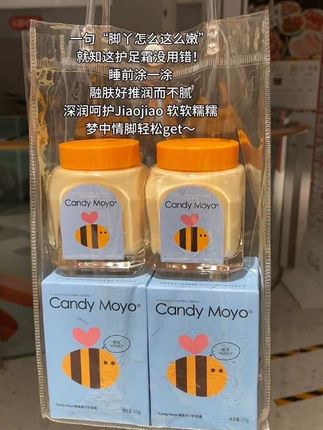 一句“脚丫怎么这么嫩”
就知这护足霜没用错！
睡前涂一涂
融肤好推润而不腻
深润呵护Jiaojiao 软软糯糯
梦中情脚轻松get～
Candy Moyo®
Candy Moyo®
Candy Moyo®
Candy Moyo®
HONEY
HONEY